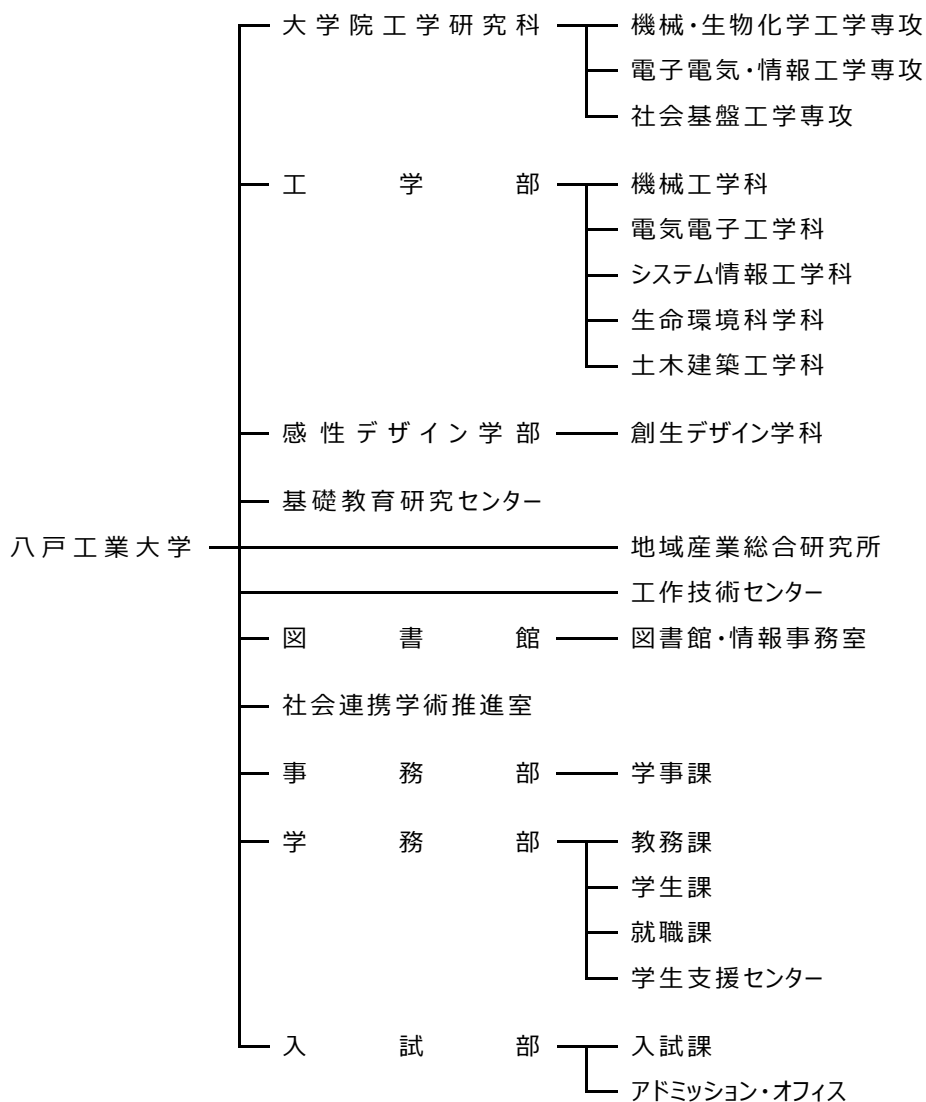 大学院工学研究科 機械・生物化学工学専攻
電子電気・情報工学専攻
社会基盤工学専攻
工学部 機械工学科
電気電子工学科
システム情報工学科
生命環境科学科
土木建築工学科
感性デザイン学部 創生デザイン学科
基礎教育研究センター
八戸工業大学 地域産業総合研究所
工作技術センター
図書館 図書館・情報事務室
社会連携学術推進室
事務部 学事課
学務部 教務課
学生課
就職課
学生支援センター
入試部 入試課
アドミッション・オフィス